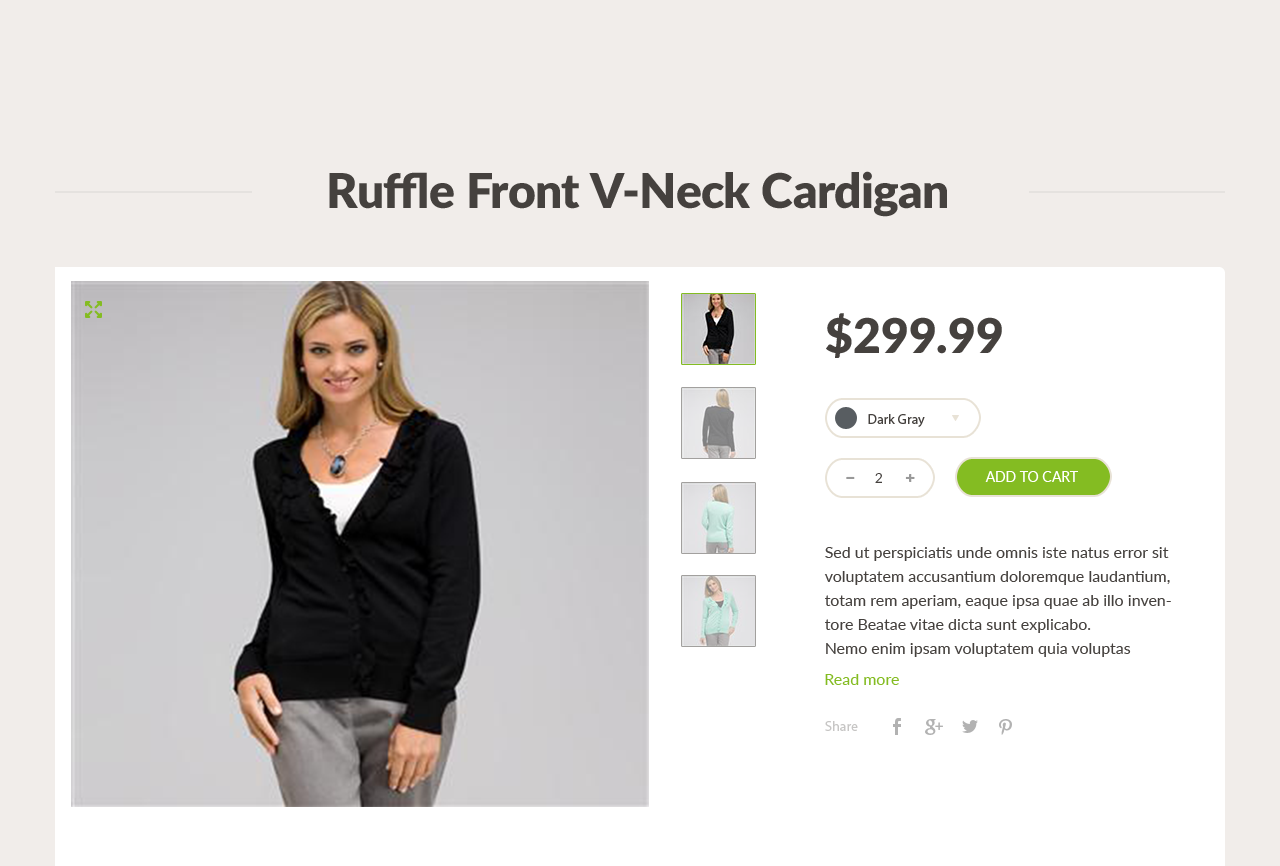 Ruffle Front V-Neck Cardigan
$299.99
Dark Gray
− 2 +
ADD TO CART
Sed ut perspiciatis unde omnis iste natus error sit
voluptatem accusantium doloremque laudantium,
totam rem aperiam, eaque ipsa quae ab illo inven-
tore Beatae vitae dicta sunt explicabo.
Nemo enim ipsam voluptatem quia voluptas
Read more
Share